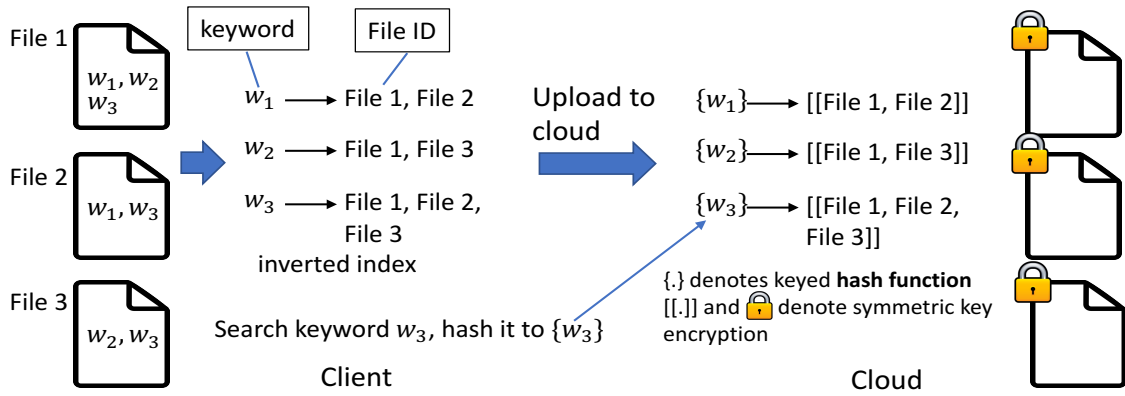 File 1
w₁, w₂
w₃
File 2
w₁, w₃
File 3
w₂, w₃
keyword
File ID
w₁ → File 1, File 2
w₂ → File 1, File 3
w₃ → File 1, File 2,
File 3
inverted index
Search keyword w₃, hash it to {w₃}
Client
Upload to
cloud
{w₁} → [[File 1, File 2]]
{w₂} → [[File 1, File 3]]
{w₃} → [[File 1, File 2,
File 3]]
{.} denotes keyed hash function
[[.]] and 🔒 denote symmetric key
encryption
Cloud